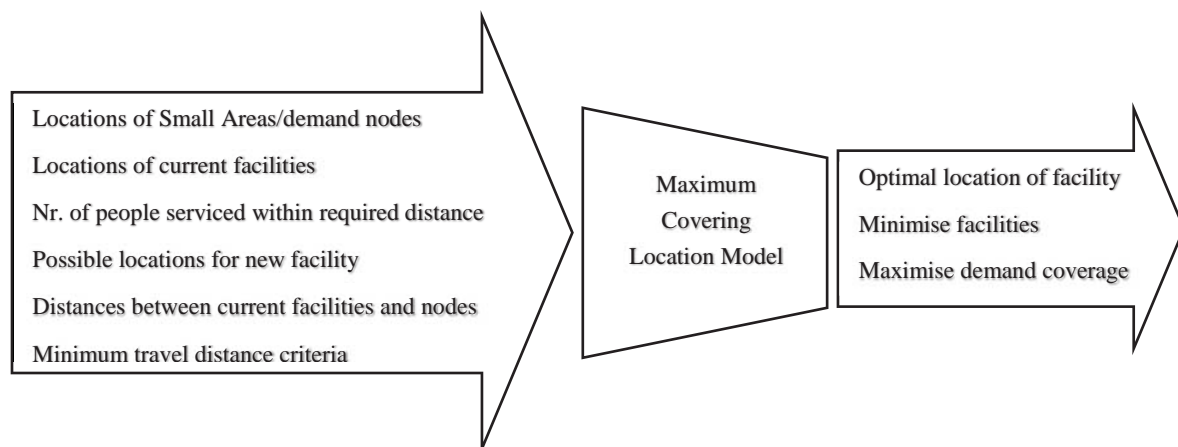 Locations of Small Areas/demand nodes
Locations of current facilities
Nr. of people serviced within required distance
Possible locations for new facility
Distances between current facilities and nodes
Minimum travel distance criteria
Maximum
Covering
Location Model
Optimal location of facility
Minimise facilities
Maximise demand coverage